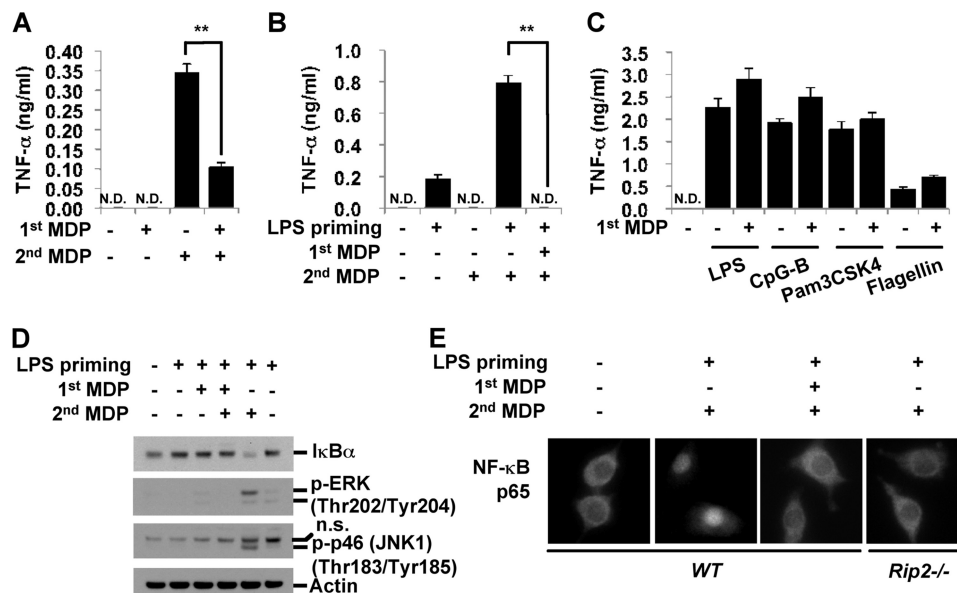 A
TNF-α (ng/ml)
0.40
0.35
0.30
0.25
0.20
0.15
0.10
0.05
0.00
**
N.D. N.D.
1st MDP - + - +
2nd MDP - - + +
B
TNF-α (ng/ml)
1.0
0.8
0.6
0.4
0.2
0.0
**
N.D. N.D. N.D.
LPS priming - + - + +
1st MDP - - - - +
2nd MDP - - + + +
C
TNF-α (ng/ml)
3.5
3.0
2.5
2.0
1.5
1.0
0.5
0.0
N.D.
1st MDP - - + - + - + - +
LPS CpG-B Pam3CSK4 Flagellin
D
LPS priming - + + + + +
1st MDP - - + + - -
2nd MDP - - - + + -
IκBα
p-ERK
(Thr202/Tyr204)
n.s.
p-p46 (JNK1)
(Thr183/Tyr185)
Actin
E
LPS priming - + + +
1st MDP - - + -
2nd MDP - + + +
NF-κB
p65
WT Rip2-/-